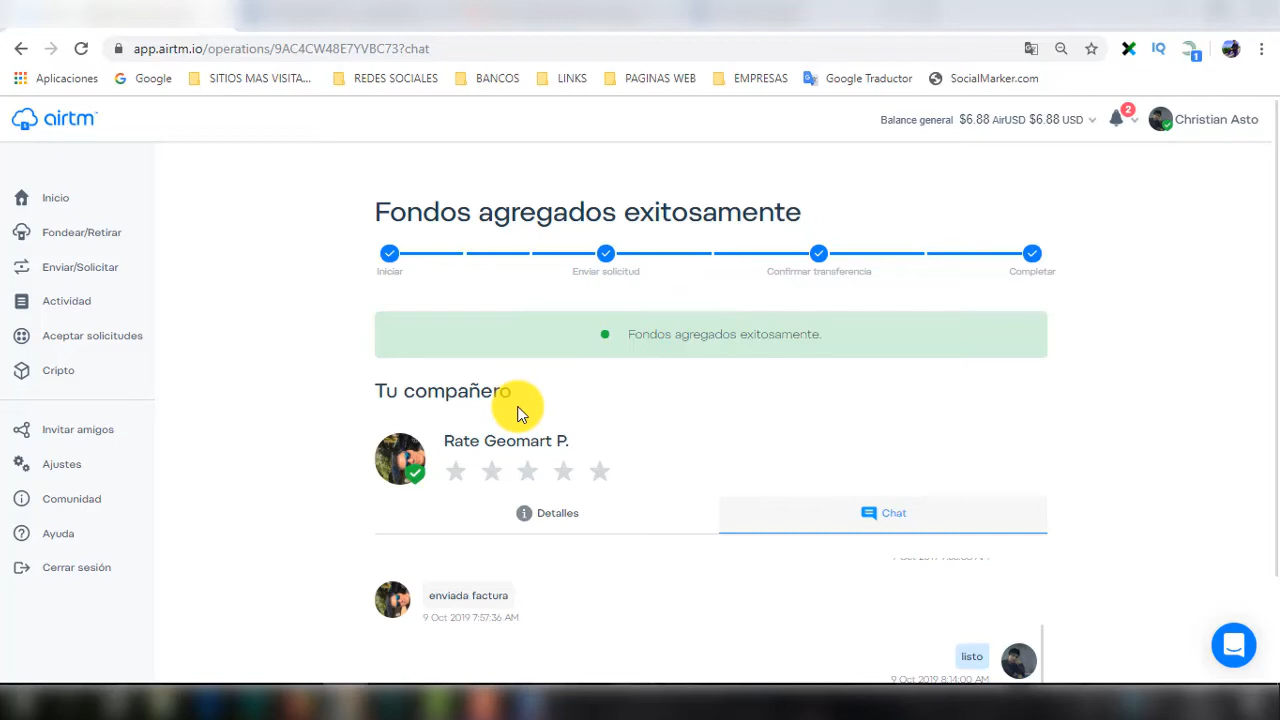 app.airtm.io/operations/9AC4CW48E7YVBC73?chat
Aplicaciones Google SITIOS MAS VISITA... REDES SOCIALES BANCOS LINKS PAGINAS WEB EMPRESAS Google Traductor SocialMarker.com
airtm Balance general $6.88 AirUSD $6.88 USD 2 Christian Asto
Inicio
Fondear/Retirar
Enviar/Solicitar
Actividad
Aceptar solicitudes
Cripto
Invitar amigos
Ajustes
Comunidad
Ayuda
Cerrar sesión
Fondos agregados exitosamente
Iniciar Enviar solicitud Confirmar transferencia Completar
Fondos agregados exitosamente.
Tu compañero
Rate Geomart P.
Detalles Chat
enviada factura
9 Oct 2019 7:57:36 AM
listo
9 Oct 2019 8:14:00 AM